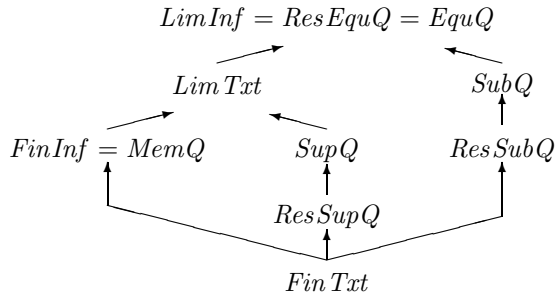 LimInf = ResEquQ = EquQ
LimTxt SubQ
FinInf = MemQ SupQ ResSubQ
ResSupQ
FinTxt